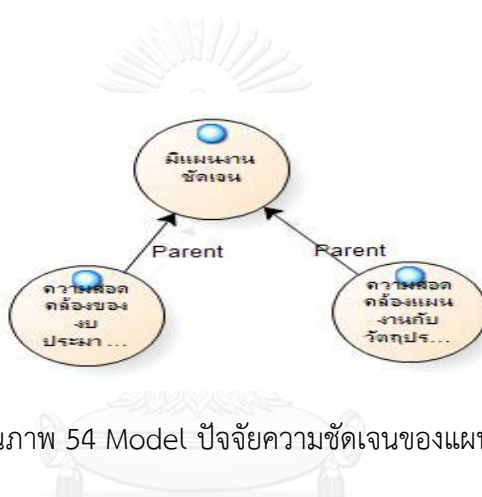 มีแผนงาน
ชัดเจน
Parent
Parent
ความสอด
คล้องของ
งบ
ประมา ...
ความสอด
คล้องแผน
งานกับ
วัตถุปร...
นภาพ 54 Model ปัจจัยความชัดเจนของแผ